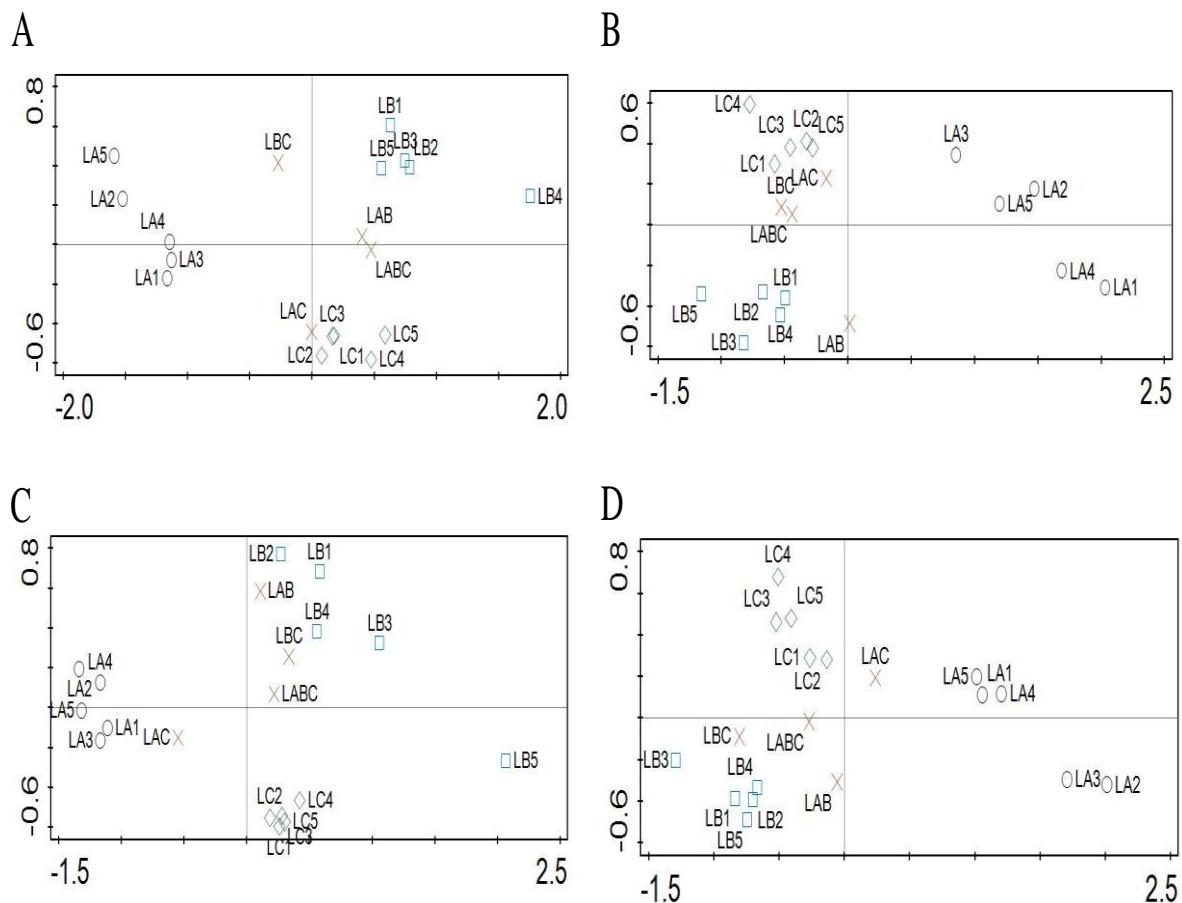 A
0.8
-0.6
LB1
LBC
LB3
LB2
LA5
LB5
LA2
LB4
LAB
LA4
LA3
LABC
LA1
LAC
LC3
LC5
LC2
LC1
LC4
-2.0
2.0
B
0.6
-0.6
LC4
LC3
LC2
LC5
LA3
LC1
LAC
LBC
LA2
LA5
LABC
LB1
LA4
LA1
LB5
LB2
LB4
LB3
LAB
-1.5
2.5
C
0.8
-0.6
LB2
LB1
LAB
LB4
LB3
LBC
LA4
LA2
LABC
LA5
LA1
LA3
LAC
LB5
LC2
LC4
LC5
LC3
LC1
-1.5
2.5
D
0.8
-0.6
LC4
LC3
LC5
LC1
LAC
LC2
LA5
LA1
LA4
LBC
LABC
LB3
LB4
LA3
LA2
LAB
LB1
LB2
LB5
-1.5
2.5